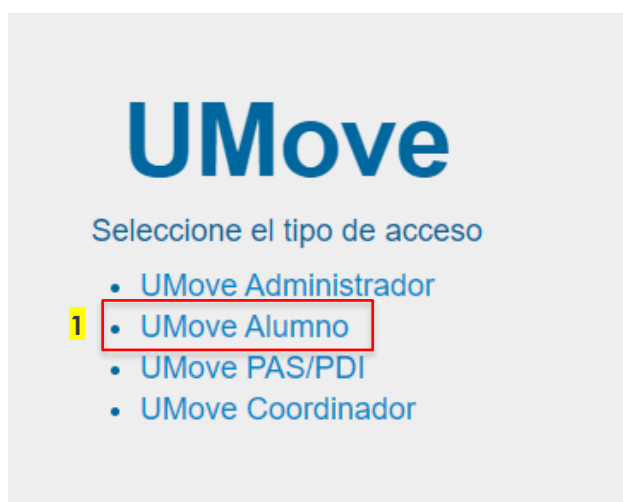 UMove
Seleccione el tipo de acceso
• UMove Administrador
1 • UMove Alumno
• UMove PAS/PDI
• UMove Coordinador